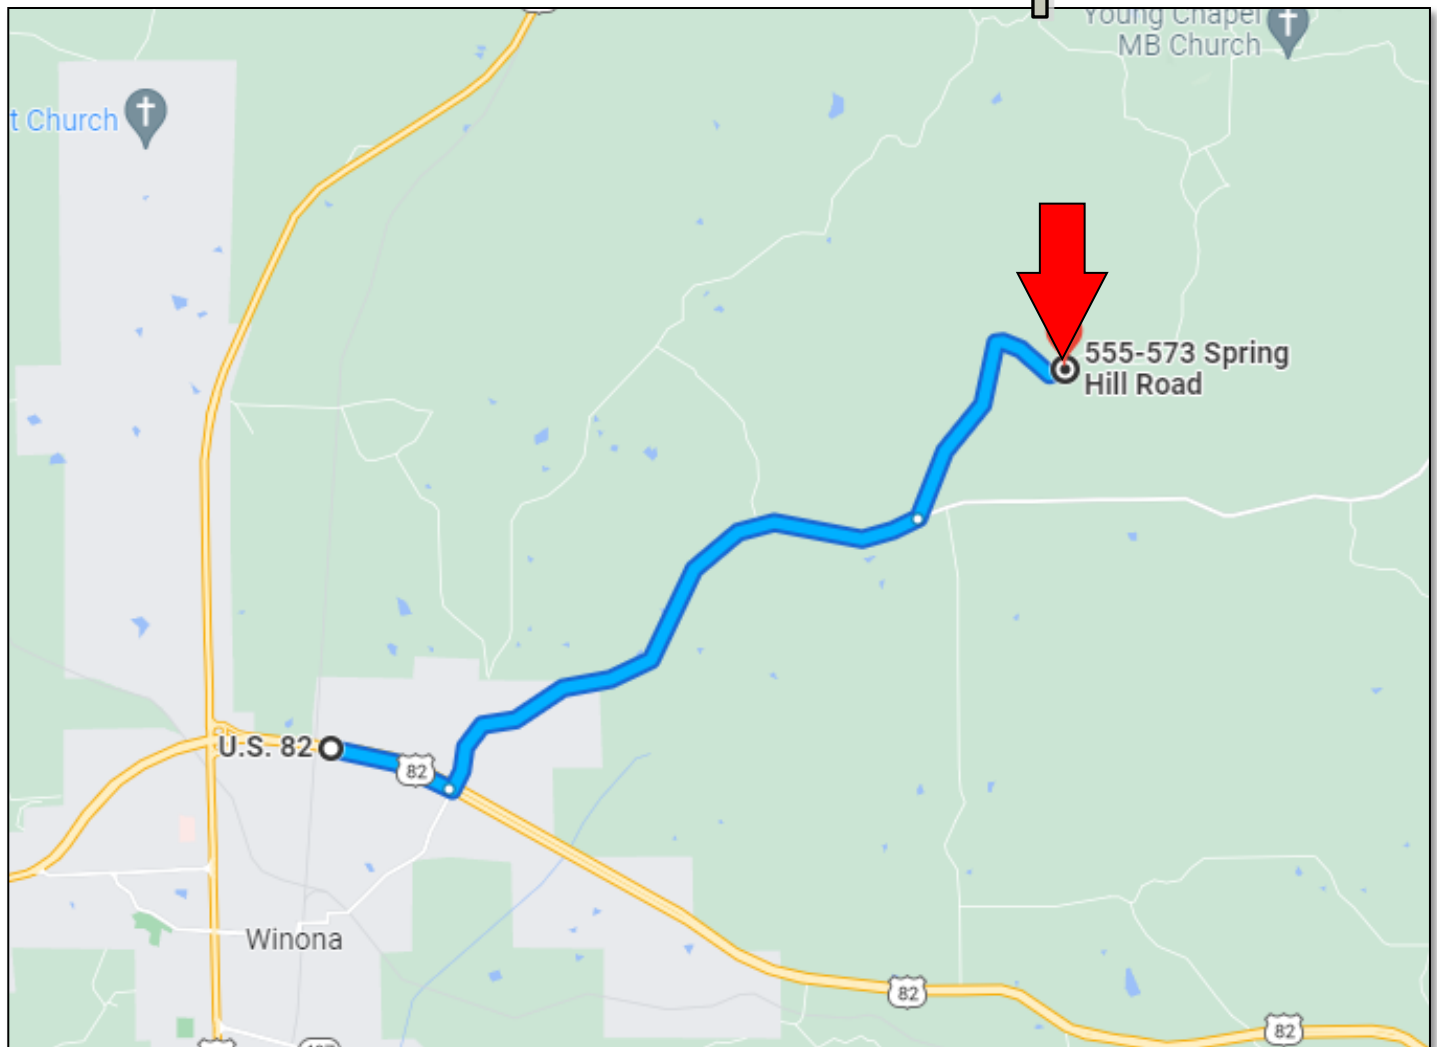 Young Chapel
MB Church
t Church
555-573 Spring
Hill Road
U.S. 82
82
Winona
82
82